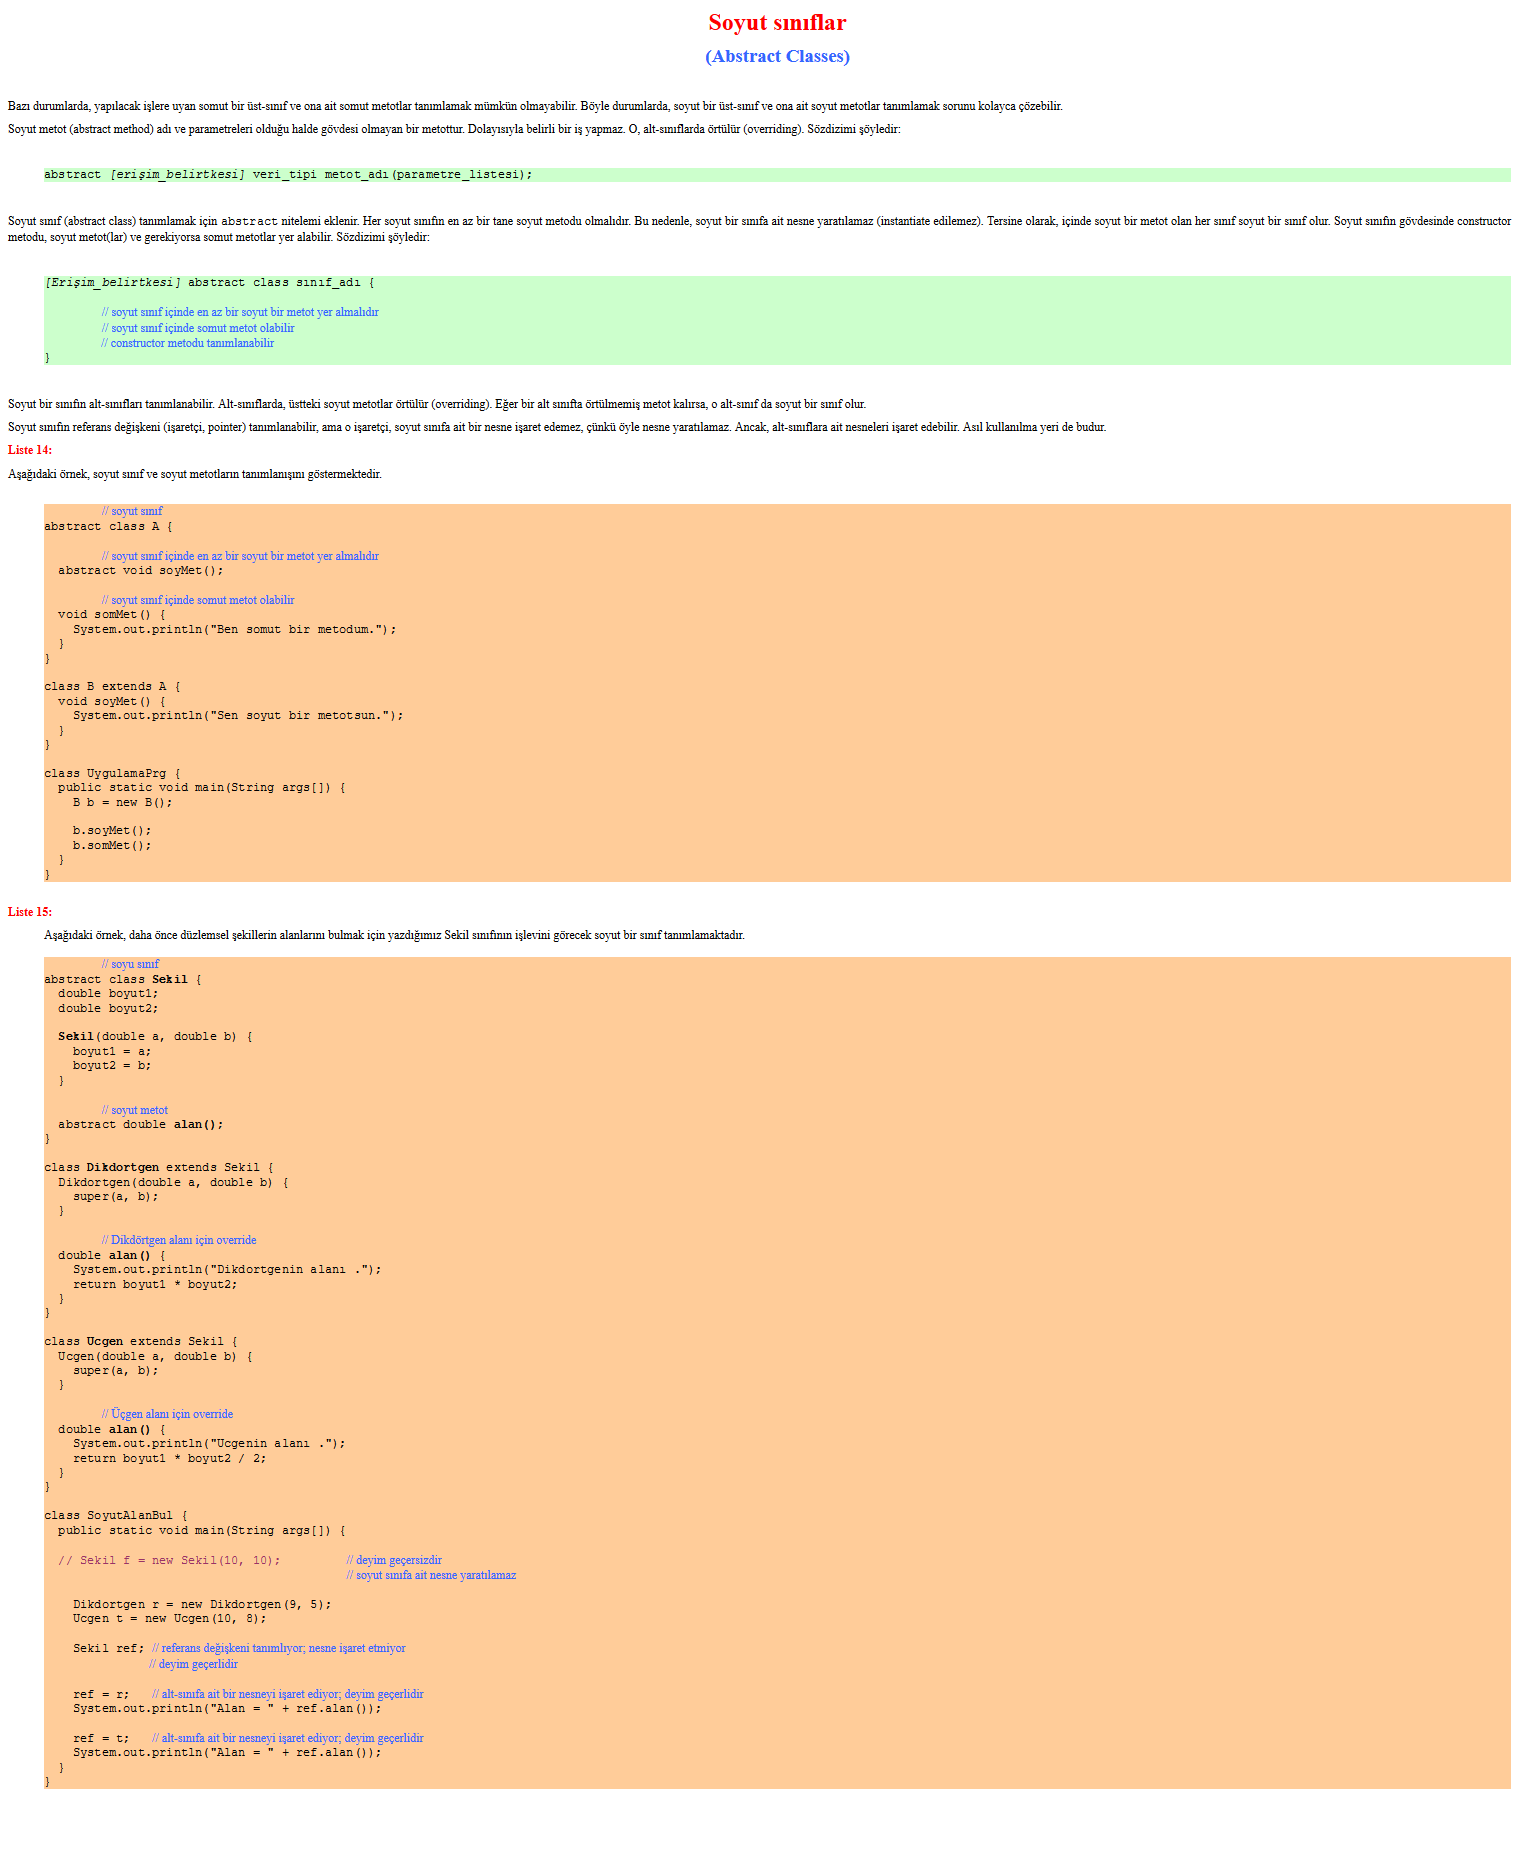 Soyut sınıflar
(Abstract Classes)
Bazı durumlarda, yapılacak işlere uyan somut bir üst-sınıf ve ona ait somut metotlar tanımlamak mümkün olmayabilir. Böyle durumlarda, soyut bir üst-sınıf ve ona ait soyut metotlar tanımlamak sorunu kolayca çözebilir.
Soyut metot (abstract method) adı ve parametreleri olduğu halde gövdesi olmayan bir metottur. Dolayısıyla belirli bir iş yapmaz. O, alt-sınıflarda örtülür (overriding). Sözdizimi şöyledir:
abstract [erişim_belirtkesi] veri_tipi metot_adı(parametre_listesi);
Soyut sınıf (abstract class) tanımlamak için abstract nitelemi eklenir. Her soyut sınıfın en az bir tane soyut metodu olmalıdır. Bu nedenle, soyut bir sınıfa ait nesne yaratılamaz (instantiate edilemez). Tersine olarak, içinde soyut bir metot olan her sınıf soyut bir sınıf olur. Soyut sınıfın gövdesinde constructor
metodu, soyut metot(lar) ve gerekiyorsa somut metotlar yer alabilir. Sözdizimi şöyledir:
[Erişim_belirtkesi] abstract class sınıf_adı {
// soyut sınıf içinde en az bir soyut bir metot yer almalıdır
// soyut sınıf içinde somut metot olabilir
// constructor metodu tanımlanabilir
}
Soyut bir sınıfın alt-sınıfları tanımlanabilir. Alt-sınıflarda, üstteki soyut metotlar örtülür (overriding). Eğer bir alt sınıfta örtülmemiş metot kalırsa, o alt-sınıf da soyut bir sınıf olur.
Soyut sınıfın referans değişkeni (işaretçi, pointer) tanımlanabilir, ama o işaretçi, soyut sınıfa ait bir nesne işaret edemez, çünkü öyle nesne yaratılamaz. Ancak, alt-sınıflara ait nesneleri işaret edebilir. Asıl kullanılma yeri de budur.
Liste 14:
Aşağıdaki örnek, soyut sınıf ve soyut metotların tanımlanışını göstermektedir.
// soyut sınıf
abstract class A {
// soyut sınıf içinde en az bir soyut bir metot yer almalıdır
abstract void soyMet();
// soyut sınıf içinde somut metot olabilir
void somMet() {
System.out.println("Ben somut bir metodum.");
}
}
class B extends A {
void soyMet() {
System.out.println("Sen soyut bir metotsun.");
}
}
class UygulamaPrg {
public static void main(String args[]) {
B b = new B();
b.soyMet();
b.somMet();
}
}
Liste 15:
Aşağıdaki örnek, daha önce düzlemsel şekillerin alanlarını bulmak için yazdığımız Sekil sınıfının işlevini görecek soyut bir sınıf tanımlamaktadır.
// soyu sınıf
abstract class Sekil {
double boyut1;
double boyut2;
Sekil(double a, double b) {
boyut1 = a;
boyut2 = b;
}
// soyut metot
abstract double alan();
}
class Dikdortgen extends Sekil {
Dikdortgen(double a, double b) {
super(a, b);
}
// Dikdörtgen alanı için override
double alan() {
System.out.println("Dikdortgenin alanı .");
return boyut1 * boyut2;
}
}
class Ucgen extends Sekil {
Ucgen(double a, double b) {
super(a, b);
}
// Üçgen alanı için override
double alan() {
System.out.println("Ucgenin alanı .");
return boyut1 * boyut2 / 2;
}
}
class SoyutAlanBul {
public static void main(String args[]) {
// Sekil f = new Sekil(10, 10); // deyim geçersizdir
// soyut sınıfa ait nesne yaratılamaz
Dikdortgen r = new Dikdortgen(9, 5);
Ucgen t = new Ucgen(10, 8);
Sekil ref; // referans değişkeni tanımlıyor; nesne işaret etmiyor
// deyim geçerlidir
ref = r; // alt-sınıfa ait bir nesneyi işaret ediyor; deyim geçerlidir
System.out.println("Alan = " + ref.alan());
ref = t; // alt-sınıfa ait bir nesneyi işaret ediyor; deyim geçerlidir
System.out.println("Alan = " + ref.alan());
}
}